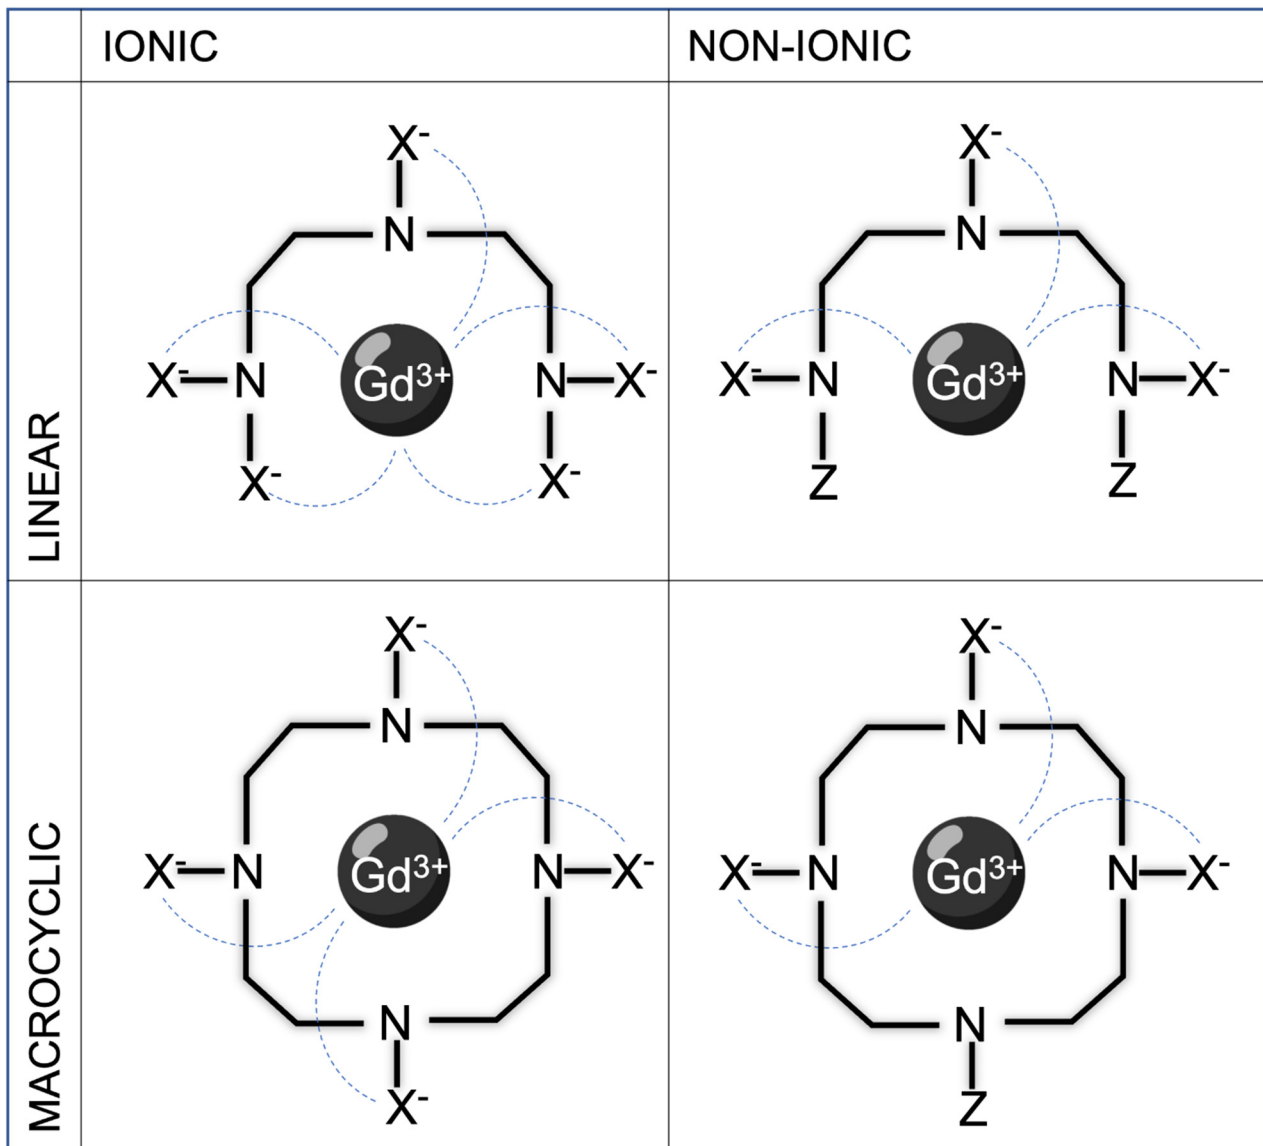 IONIC
NON-IONIC
LINEAR
X-
N
X-
N
Gd3+
N
X-
X-
X-
X-
N
X-
N
Gd3+
N
X-
Z
Z
MACROCYCLIC
X-
N
X-
N
Gd3+
N
X-
N
X-
X-
N
X-
N
Gd3+
N
X-
N
Z